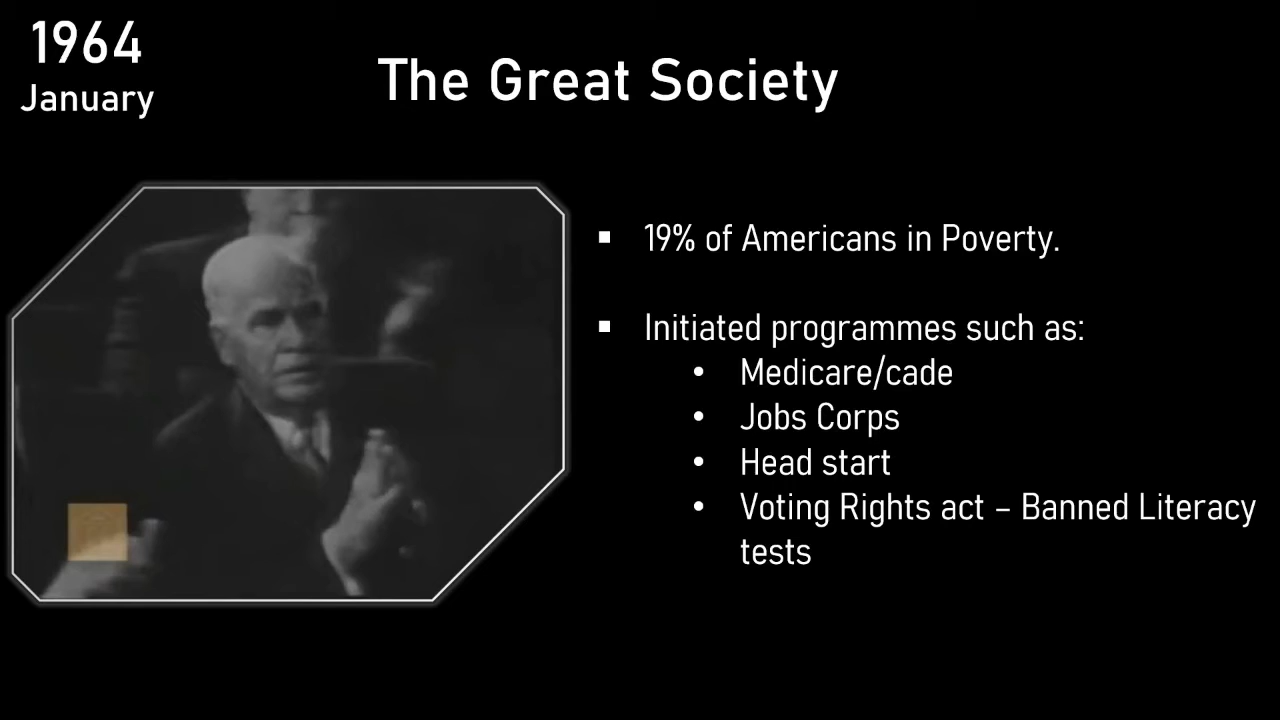 1964
January
The Great Society
▪ 19% of Americans in Poverty.
▪ Initiated programmes such as:
• Medicare/cade
• Jobs Corps
• Head start
• Voting Rights act – Banned Literacy
tests